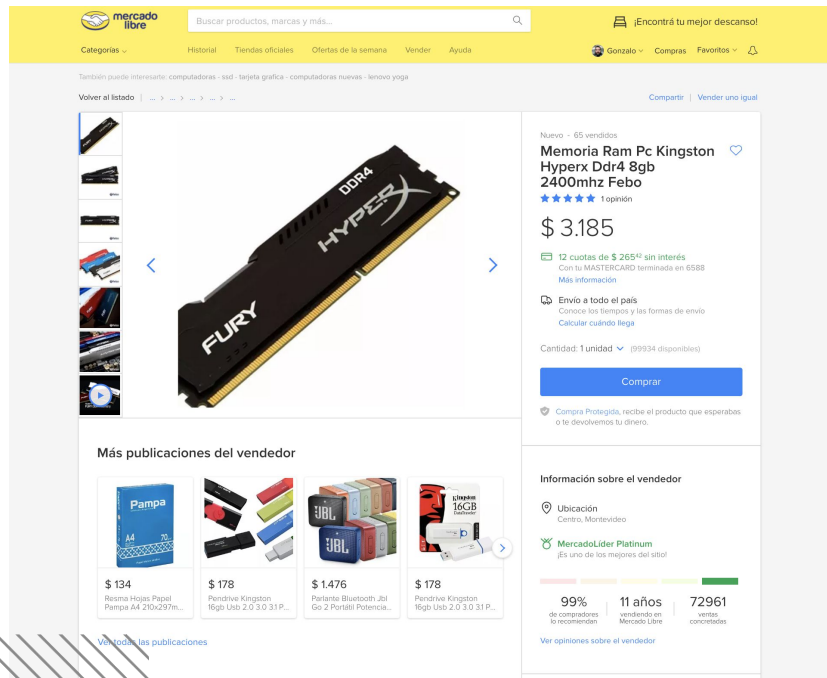 mercado
libre
Buscar productos, marcas y más...
¡Encontrá tu mejor descanso!
Categorías
Historial
Tiendas oficiales
Ofertas de la semana
Vender
Ayuda
Gonzalo
Compras
Favoritos
También puede interesarte: computadoras - ssd - tarjeta grafica - computadoras nuevas - lenovo yoga
Volver al listado | ... > ... > ... > ... > ...
Compartir | Vender uno igual
DDR4
HYPERX
FURY
Nuevo - 65 vendidos
Memoria Ram Pc Kingston
Hyperx Ddr4 8gb
2400mhz Febo
1 opinión
$ 3.185
12 cuotas de $ 265⁴² sin interés
Con tu MASTERCARD terminada en 6588
Más información
Envío a todo el país
Conoce los tiempos y las formas de envío
Calcular cuándo llega
Cantidad: 1 unidad (99934 disponibles)
Comprar
Compra Protegida, recibe el producto que esperabas
o te devolvemos tu dinero.
Más publicaciones del vendedor
Pampa
A4
70
$ 134
Resma Hojas Papel
Pampa A4 210x297m...
$ 178
Pendrive Kingston
16gb Usb 2.0 3.0 3.1 P...
JBL
JBL
$ 1.476
Parlante Bluetooth Jbl
Go 2 Portátil Potencia...
Kingston
16GB
$ 178
Pendrive Kingston
16gb Usb 2.0 3.0 3.1 P...
Ver todas las publicaciones
Información sobre el vendedor
Ubicación
Centro, Montevideo
MercadoLíder Platinum
¡Es uno de los mejores del sitio!
99%
de compradores
lo recomiendan
11 años
vendiendo en
Mercado Libre
72961
ventas
concretadas
Ver opiniones sobre el vendedor